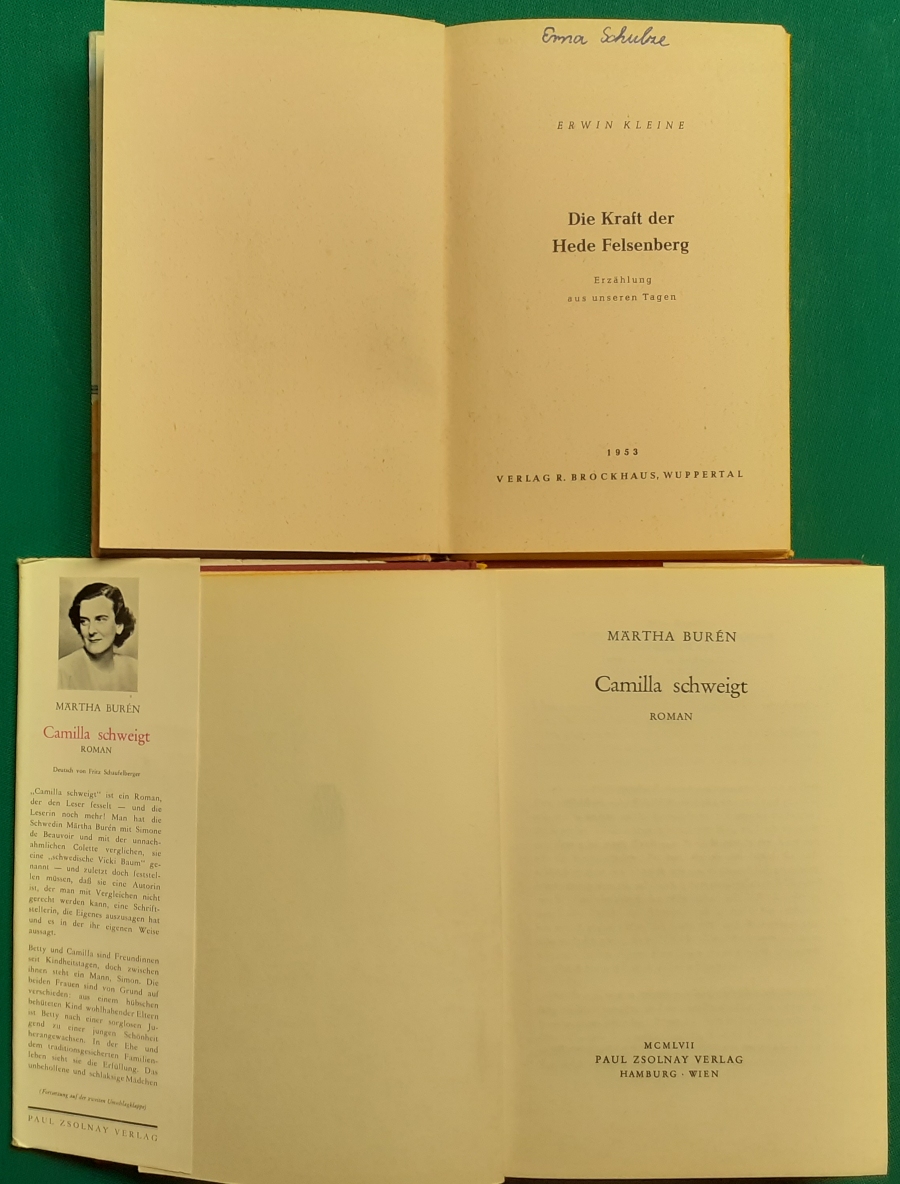 Erna Schulze
ERWIN KLEINE
Die Kraft der
Hede Felsenberg
Erzählung
aus unseren Tagen
1953
VERLAG R. BROCKHAUS, WUPPERTAL
MÄRTHA BURÉN
Camilla schweigt
ROMAN
Deutsch von Fritz Schaufelberger
„Camilla schweigt" ist ein Roman,
der den Leser fesselt — und die
Leserin noch mehr! Man hat die
Schwedin Märtha Burén mit Simone
de Beauvoir und mit der unnach-
ahmlichen Colette verglichen, sie
eine „schwedische Vicki Baum" ge-
nannt — und zuletzt doch feststel-
len müssen, daß sie eine Autorin
ist, der man mit Vergleichen nicht
gerecht werden kann, eine Schrift-
stellerin, die Eigenes auszusagen hat
und es in der ihr eigenen Weise
aussagt.
Betty und Camilla sind Freundinnen
seit Kindheitstagen, doch zwischen
ihnen steht ein Mann, Simon. Die
beiden Frauen sind von Grund auf
verschieden: aus einem hübschen
behüteten Kind wohlhabender Eltern
ist Betty nach einer sorglosen Ju-
gend zu einer jungen Schönheit
herangewachsen. In der Ehe und
dem traditionsgesicherten Familien-
leben sieht sie die Erfüllung. Das
unbeholfene und schlaksige Mädchen
(Fortsetzung auf der zweiten Umschlagklappe)
PAUL ZSOLNAY VERLAG
MÄRTHA BURÉN
Camilla schweigt
ROMAN
MCMLVII
PAUL ZSOLNAY VERLAG
HAMBURG · WIEN